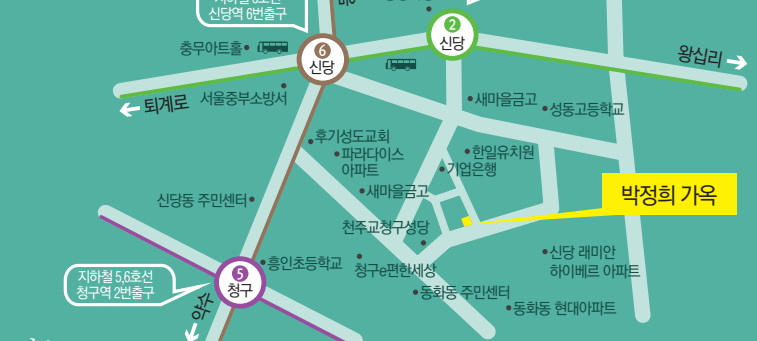 신당역 6번출구
2
신당
충무아트홀
6
신당
왕십리
퇴계로
서울중부소방서
새마을금고
성동고등학교
후기성도교회
파라다이스
아파트
한일유치원
기업은행
새마을금고
박정희 가옥
신당동 주민센터
천주교청구성당
지하철 5,6호선
청구역 2번출구
5
청구
흥인초등학교
청구e편한세상
신당 래미안
하이베르 아파트
동화동 주민센터
동화동 현대아파트
약수